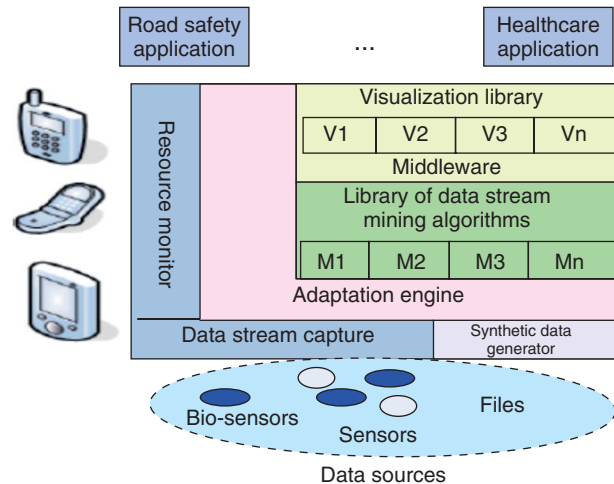 Road safety
application
...
Healthcare
application
Resource monitor
Visualization library
V1 V2 V3 Vn
Middleware
Library of data stream
mining algorithms
M1 M2 M3 Mn
Adaptation engine
Data stream capture
Synthetic data
generator
Bio-sensors
Sensors
Files
Data sources